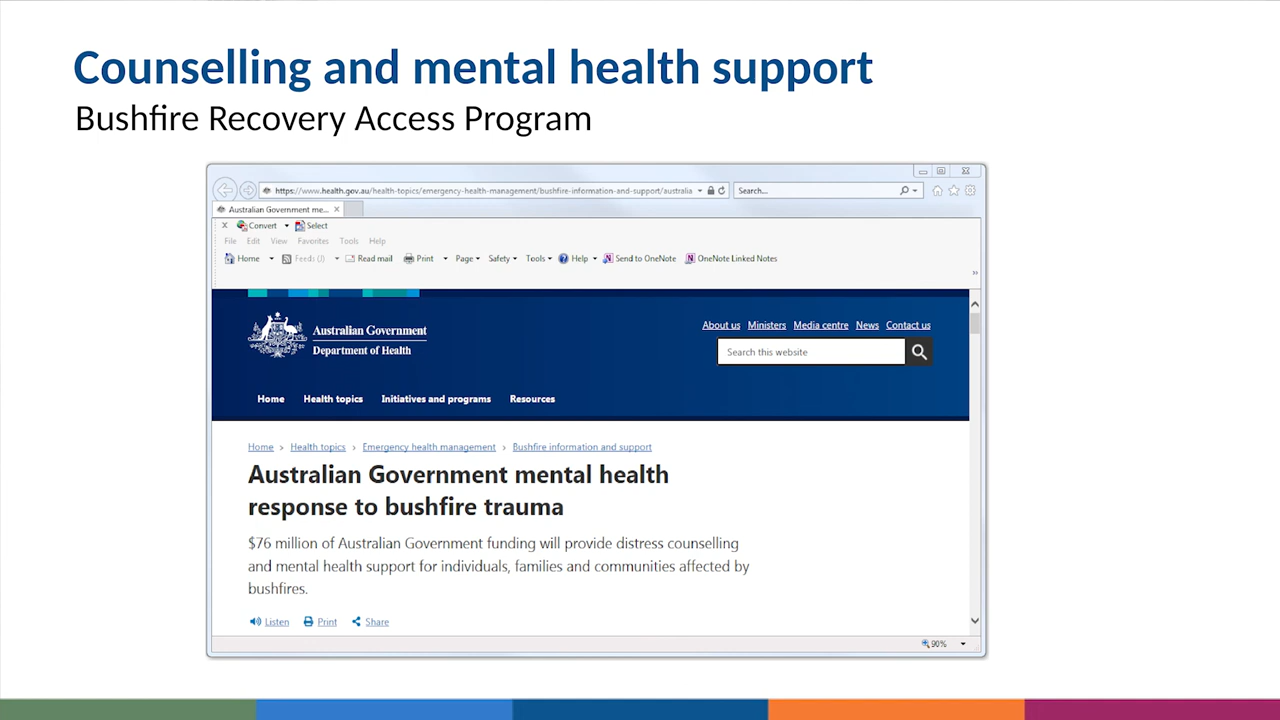 Counselling and mental health support
Bushfire Recovery Access Program
https://www.health.gov.au/health-topics/emergency-health-management/bushfire-information-and-support/australia
Search...
Australian Government me...
X Convert Select
File Edit View Favorites Tools Help
Home Feeds (J) Read mail Print Page Safety Tools Help Send to OneNote OneNote Linked Notes
Australian Government
Department of Health
About us Ministers Media centre News Contact us
Search this website
Home Health topics Initiatives and programs Resources
Home > Health topics > Emergency health management > Bushfire information and support
Australian Government mental health
response to bushfire trauma
$76 million of Australian Government funding will provide distress counselling
and mental health support for individuals, families and communities affected by
bushfires.
Listen Print Share
90%